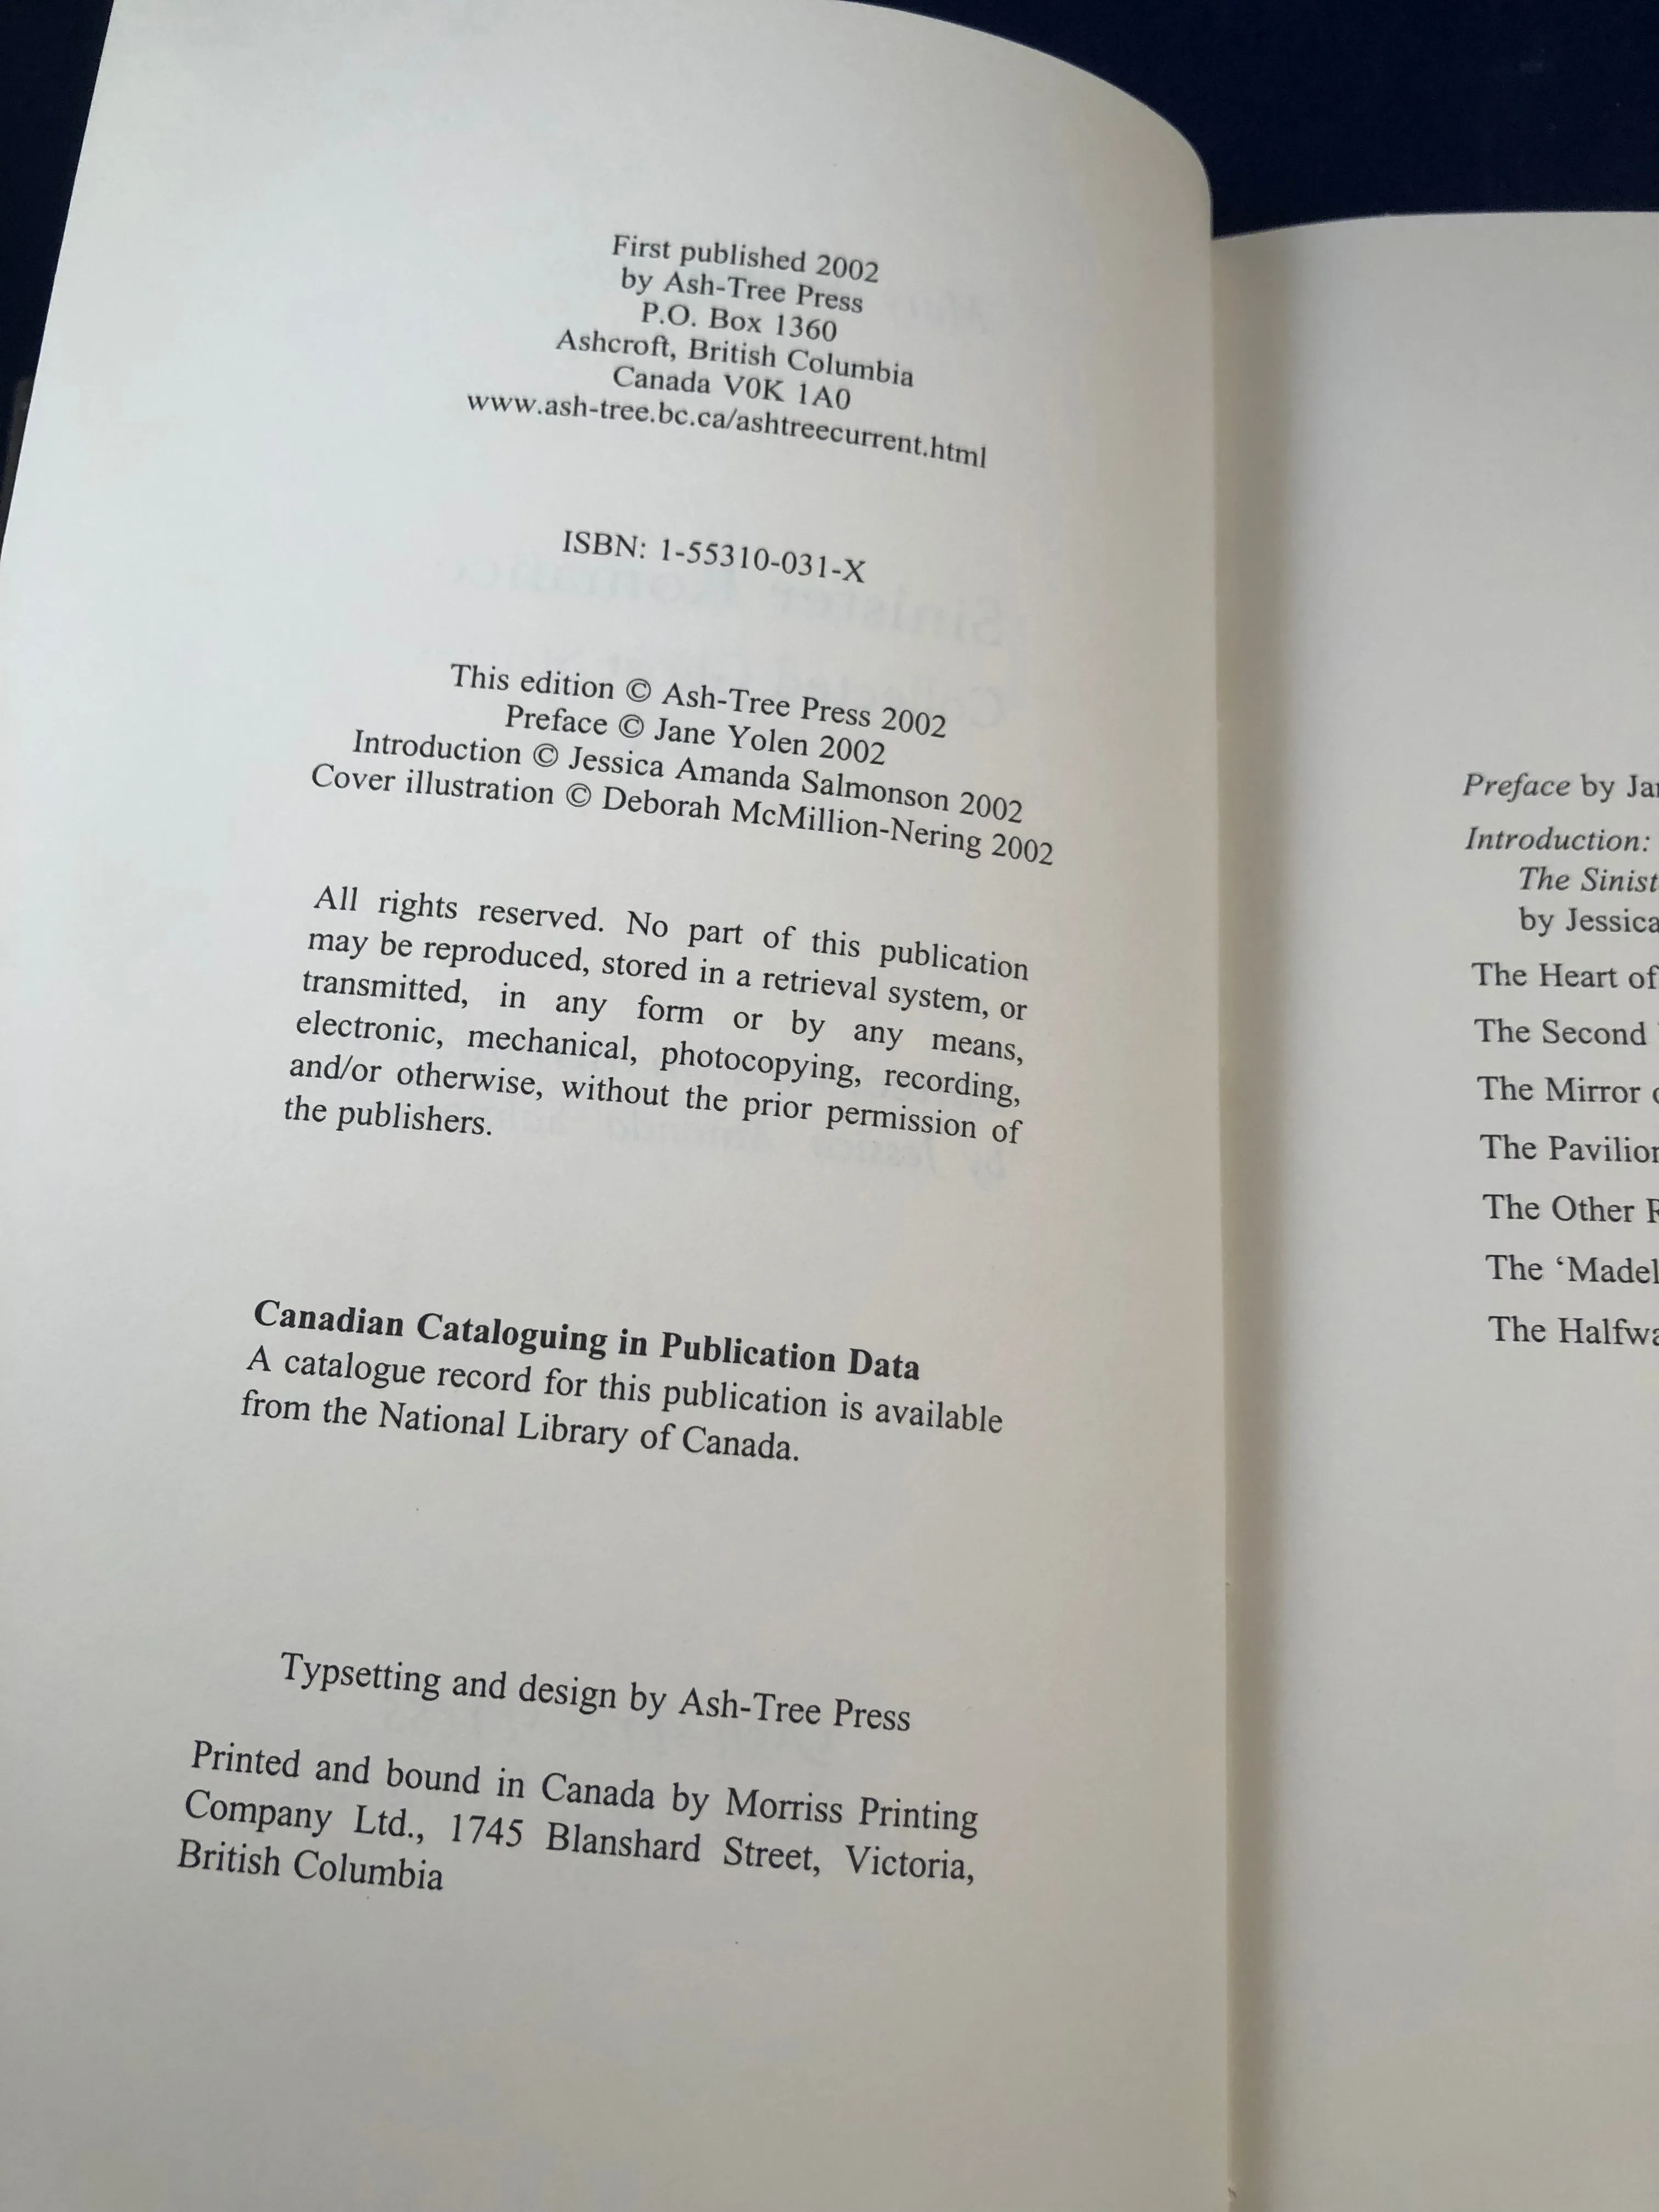 First published 2002
by Ash-Tree Press
P.O. Box 1360
Ashcroft, British Columbia
Canada V0K 1A0
www.ash-tree.bc.ca/ashtreecurrent.html
ISBN: 1-55310-031-X
This edition © Ash-Tree Press 2002
Preface © Jane Yolen 2002
Introduction © Jessica Amanda Salmonson 2002
Cover illustration © Deborah McMillion-Nering 2002
All rights reserved. No part of this publication
may be reproduced, stored in a retrieval system, or
transmitted, in any form or by any means,
electronic, mechanical, photocopying, recording,
and/or otherwise, without the prior permission of
the publishers.
Canadian Cataloguing in Publication Data
A catalogue record for this publication is available
from the National Library of Canada.
Typsetting and design by Ash-Tree Press
Printed and bound in Canada by Morriss Printing
Company Ltd., 1745 Blanshard Street, Victoria,
British Columbia
Preface by
Introduction:
The
by Jessica
The Heart of
The Second
The Mirror
The
The Other
The
The